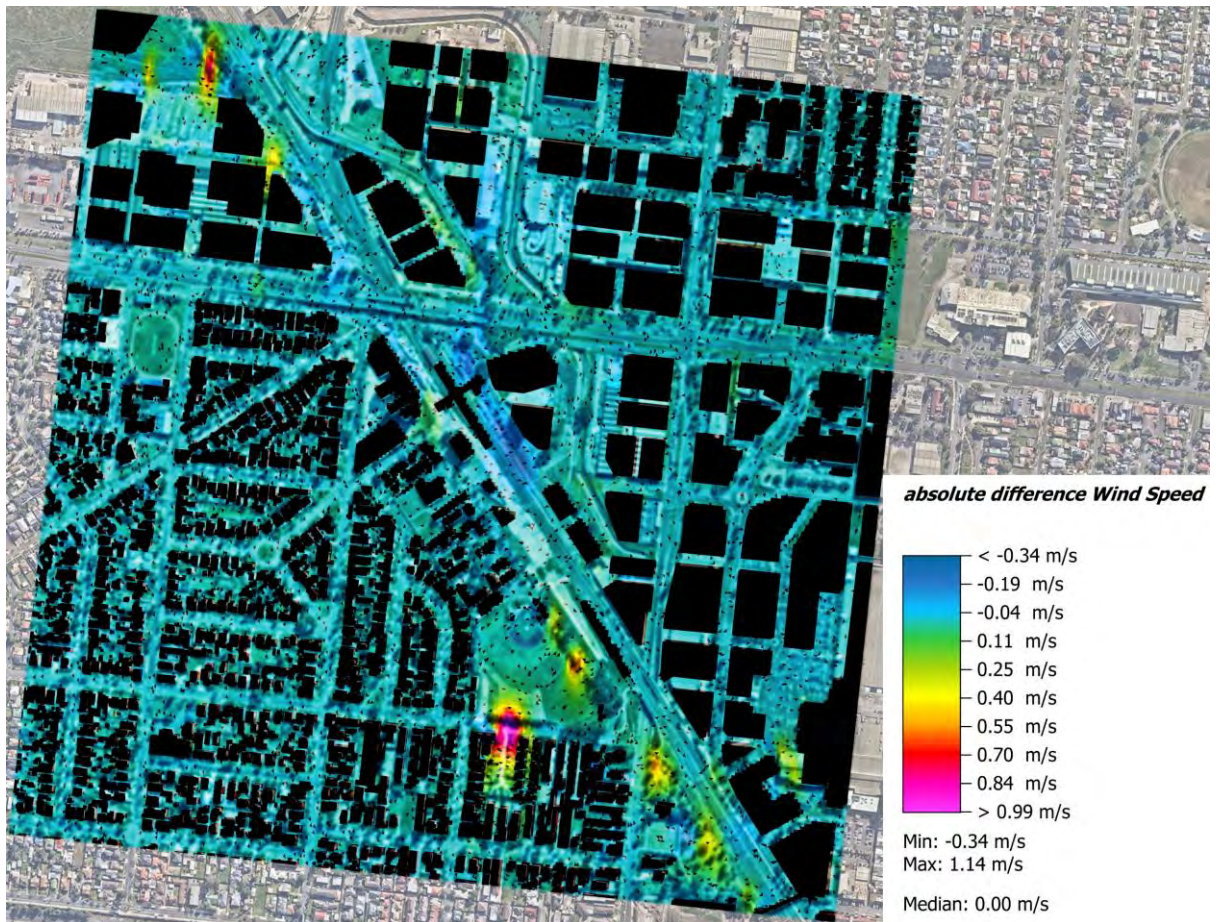 absolute difference Wind Speed
< -0.34 m/s
-0.19 m/s
-0.04 m/s
0.11 m/s
0.25 m/s
0.40 m/s
0.55 m/s
0.70 m/s
0.84 m/s
> 0.99 m/s
Min: -0.34 m/s
Max: 1.14 m/s
Median: 0.00 m/s